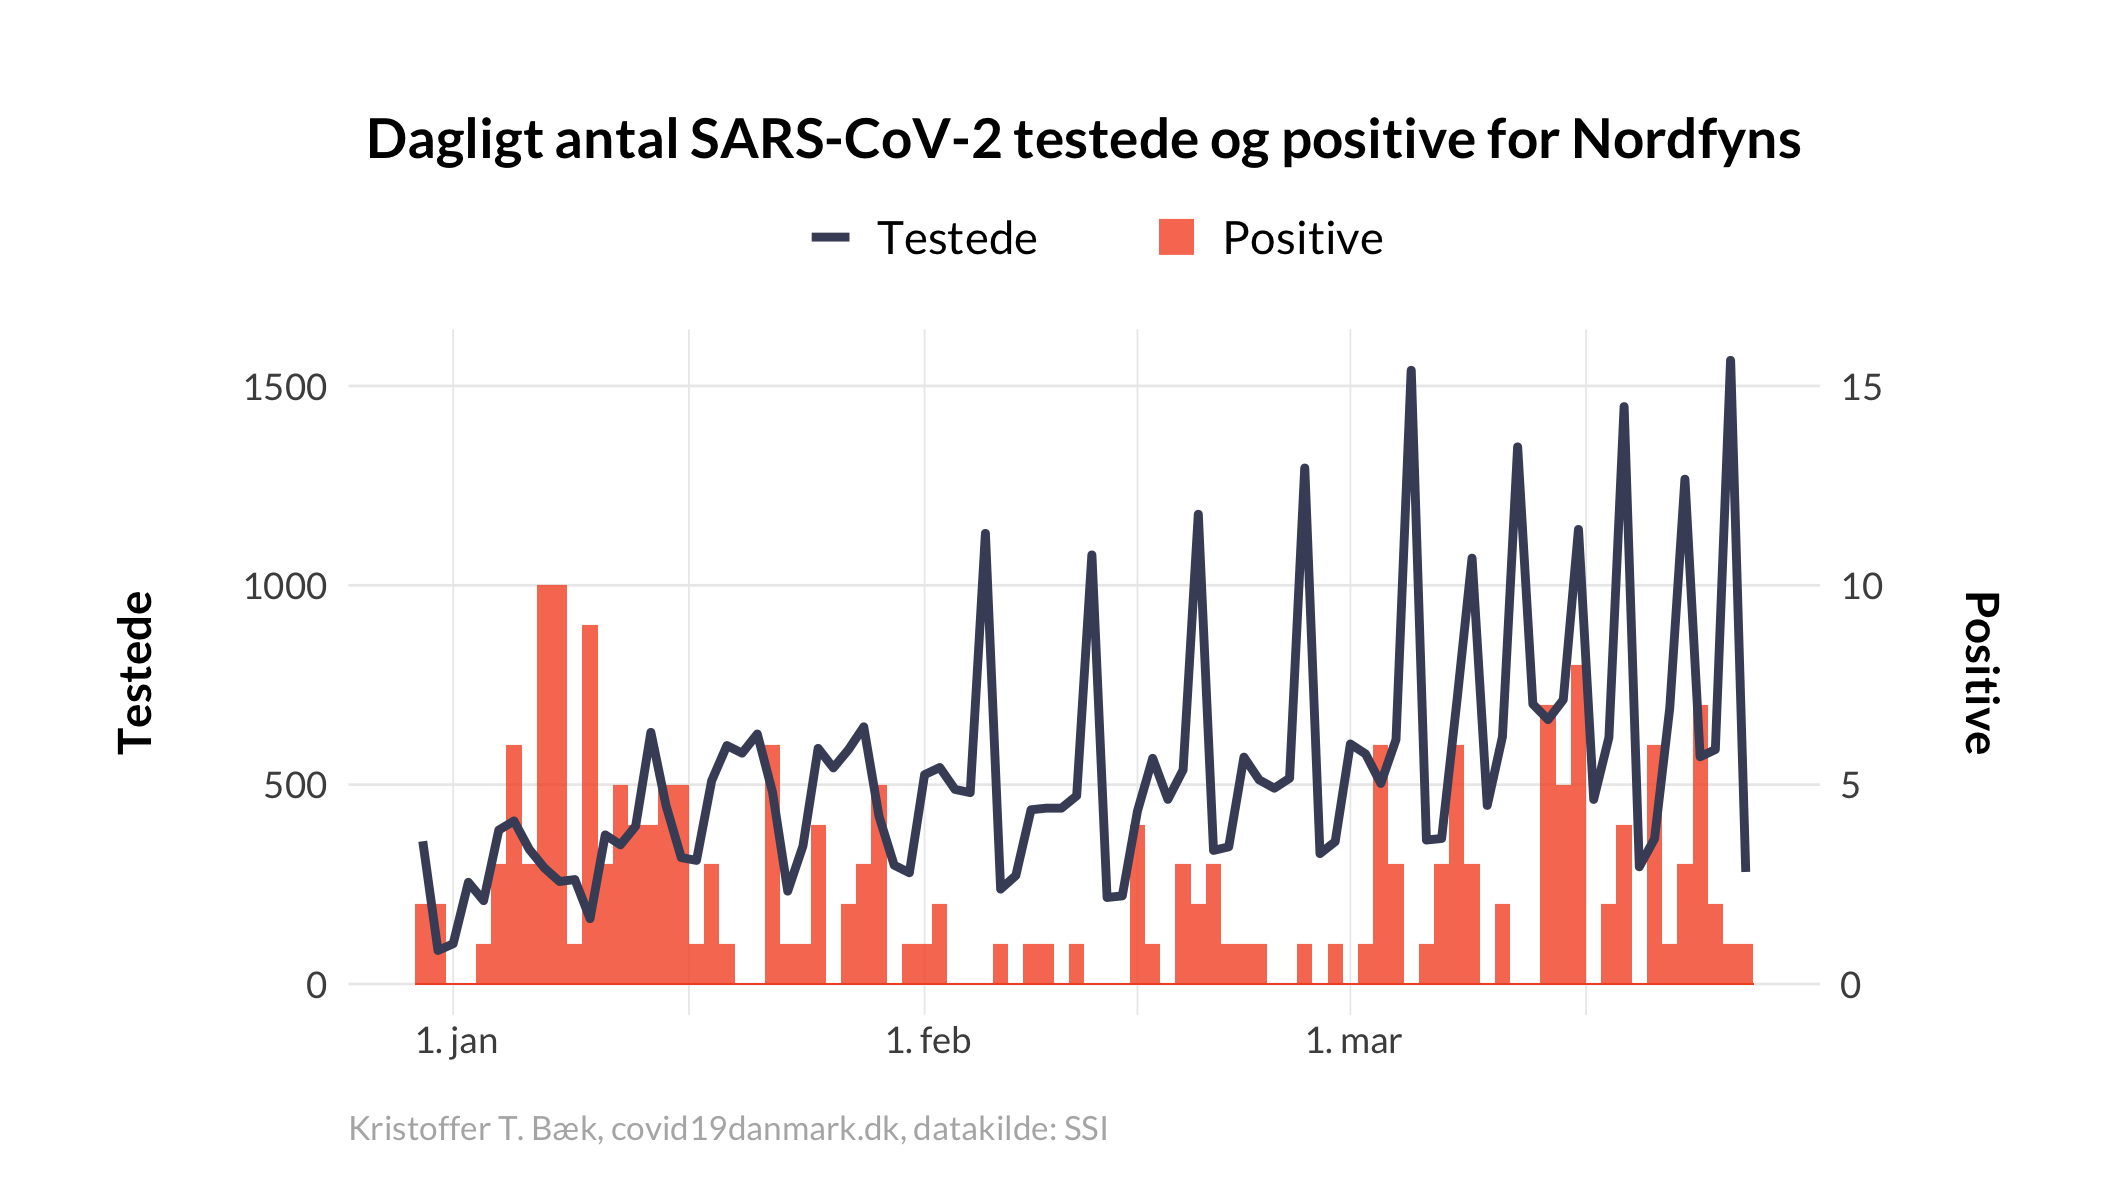 Dagligt antal SARS-CoV-2 testede og positive for Nordfyns
Testede Positive
1500 15
1000 10
Testede
Positive
500 5
0 0
1. jan 1. feb 1. mar
Kristoffer T. Bæk, covid19danmark.dk, datakilde: SSI